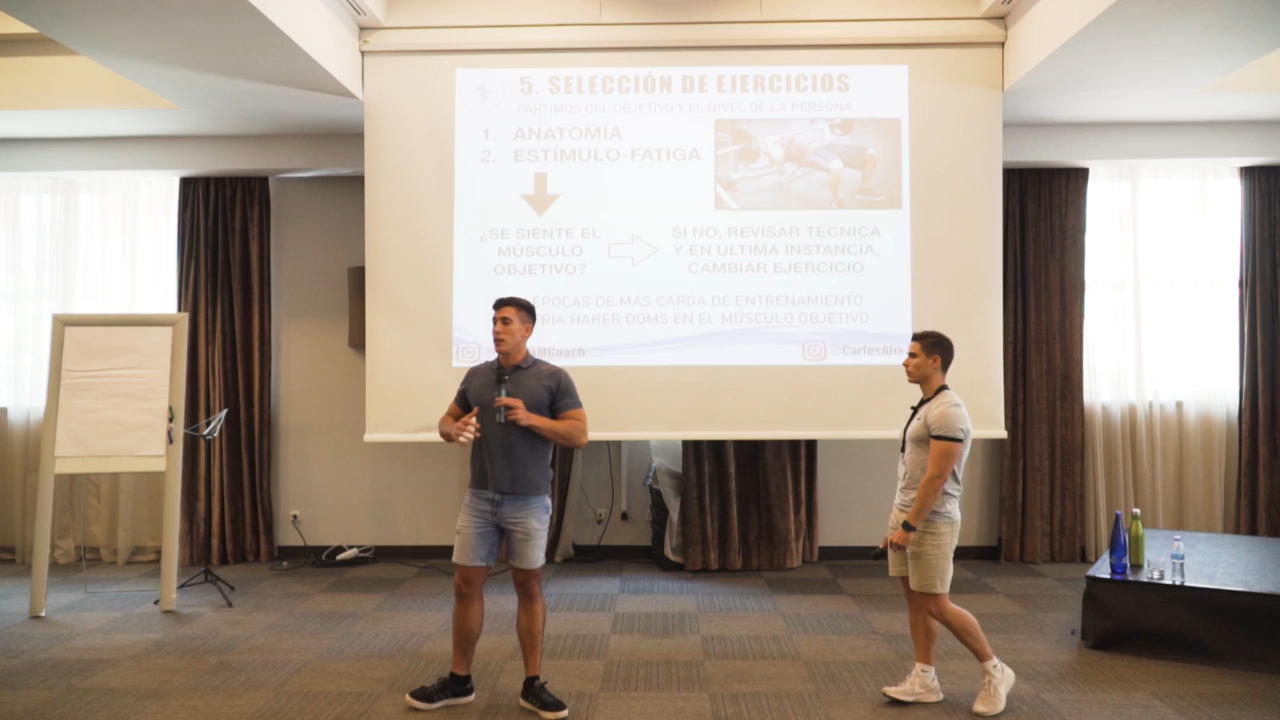 5. SELECCIÓN DE EJERCICIOS
PARTIMOS DEL OBJETIVO Y EL NIVEL DE LA PERSONA
1. ANATOMÍA
2. ESTÍMULO-FATIGA
¿SE SIENTE EL
MÚSCULO
OBJETIVO?
SI NO, REVISAR TÉCNICA
Y EN ÚLTIMA INSTANCIA,
CAMBIAR EJERCICIO
ÉPOCAS DE MÁS CARGA DE ENTRENAMIENTO
HABER DOMS EN EL MÚSCULO OBJETIVO